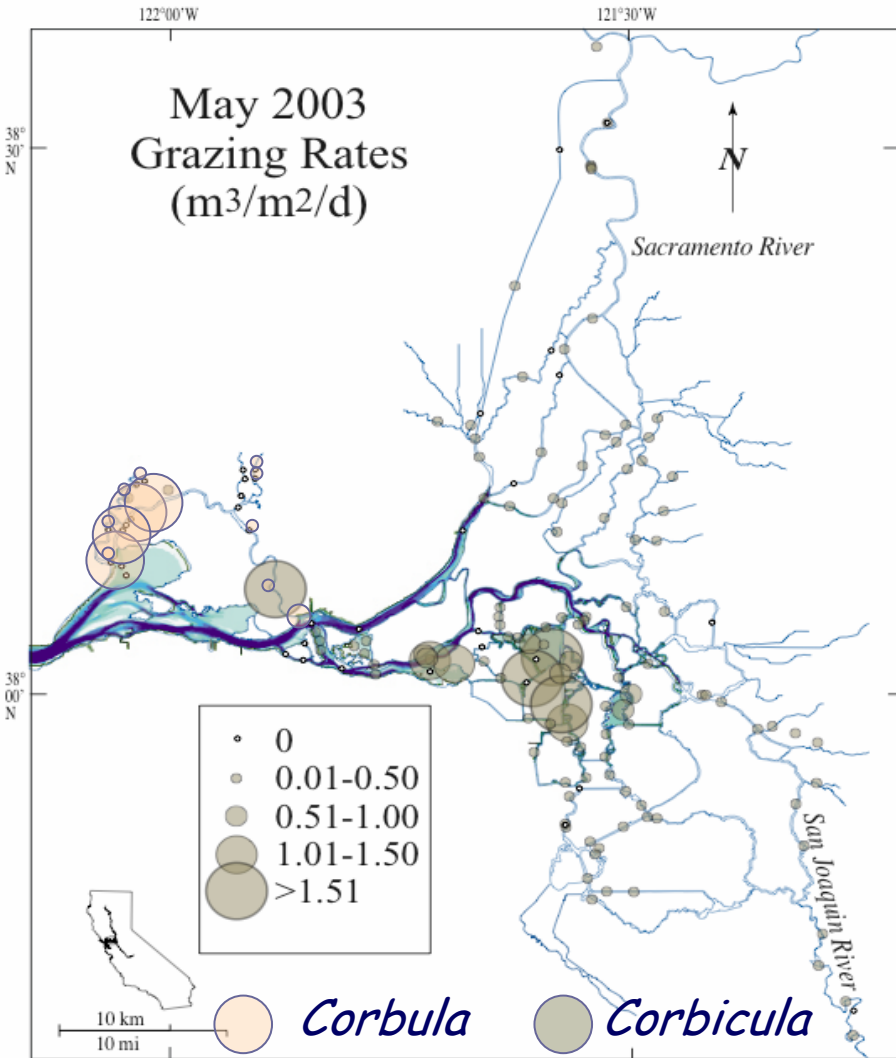 122°00'W
121°30'W
May 2003
Grazing Rates
(m3/m2/d)
38°
30'
N
N
Sacramento River
38°
00'
N
0
0.01-0.50
0.51-1.00
1.01-1.50
>1.51
San Joaquin River
10 km
10 mi
Corbula
Corbicula